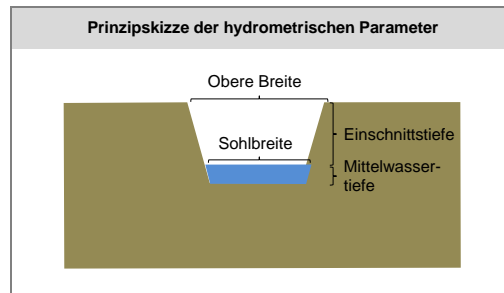 Prinzipskizze der hydrometrischen Parameter
Obere Breite
Sohlbreite
Einschnittstiefe
Mittelwasser-
tiefe